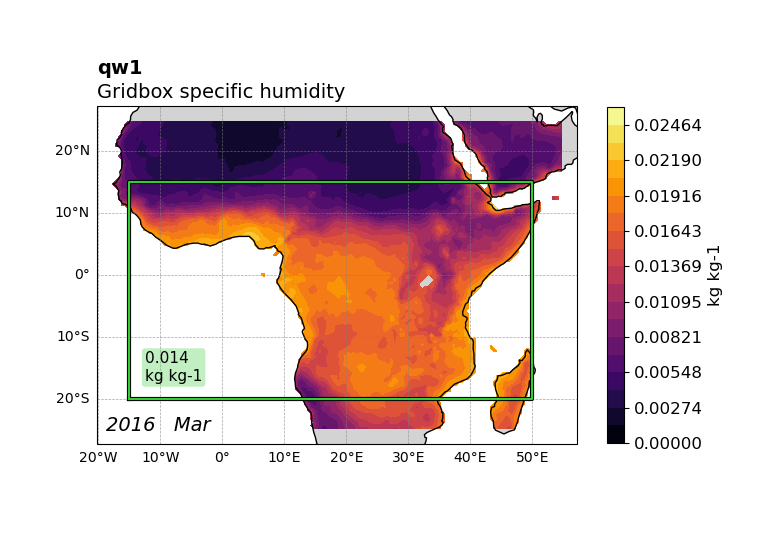 qw1
Gridbox specific humidity
20°N
10°N
0°
10°S
20°S
0.014
kg kg-1
2016 Mar
20°W
10°W
0°
10°E
20°E
30°E
40°E
50°E
0.02464
0.02190
0.01916
0.01643
0.01369
0.01095
0.00821
0.00548
0.00274
0.00000
kg kg-1